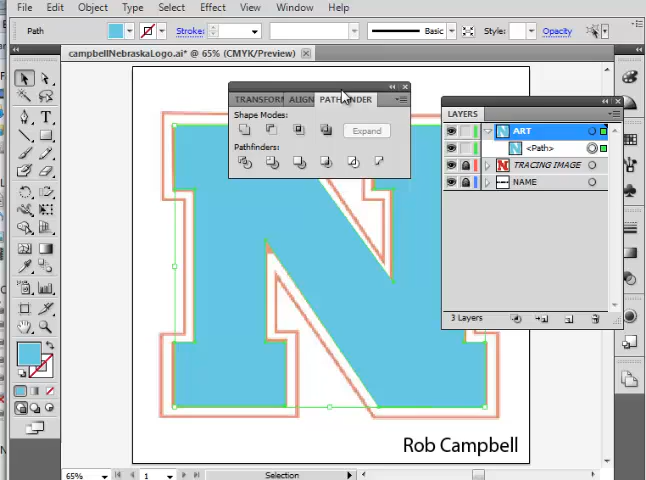 File Edit Object Type Select Effect View Window Help
Path Stroke: Basic Style: Opacity
campbellNebraskaLogo.ai* @ 65% (CMYK/Preview)
TRANSFORM ALIGN PATHFINDER
Shape Modes:
Expand
Pathfinders:
LAYERS
ART
<Path>
TRACING IMAGE
NAME
3 Layers
Rob Campbell
65% 1 Selection